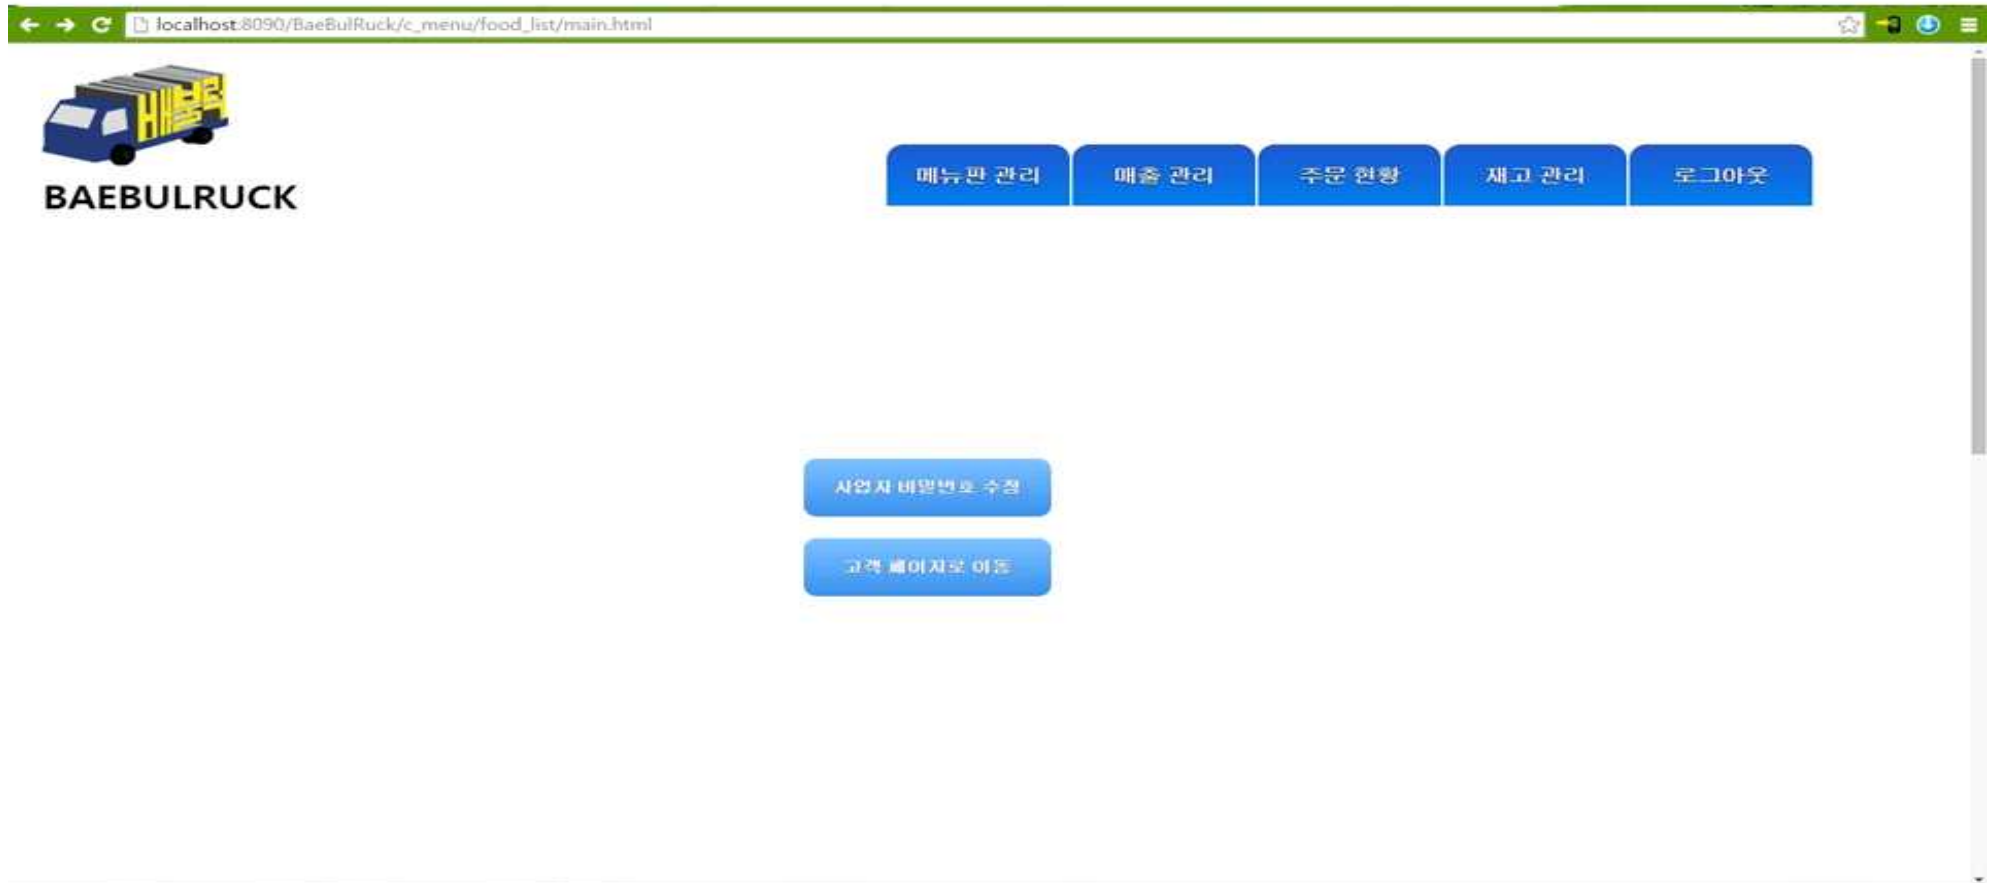 localhost:8090/BaeBulRuck/c_menu/food_list/main.html
배불럭
BAEBULRUCK
메뉴판 관리 매출 관리 주문 현황 재고 관리 로그아웃
사업자 비밀번호 수정
고객 페이지로 이동